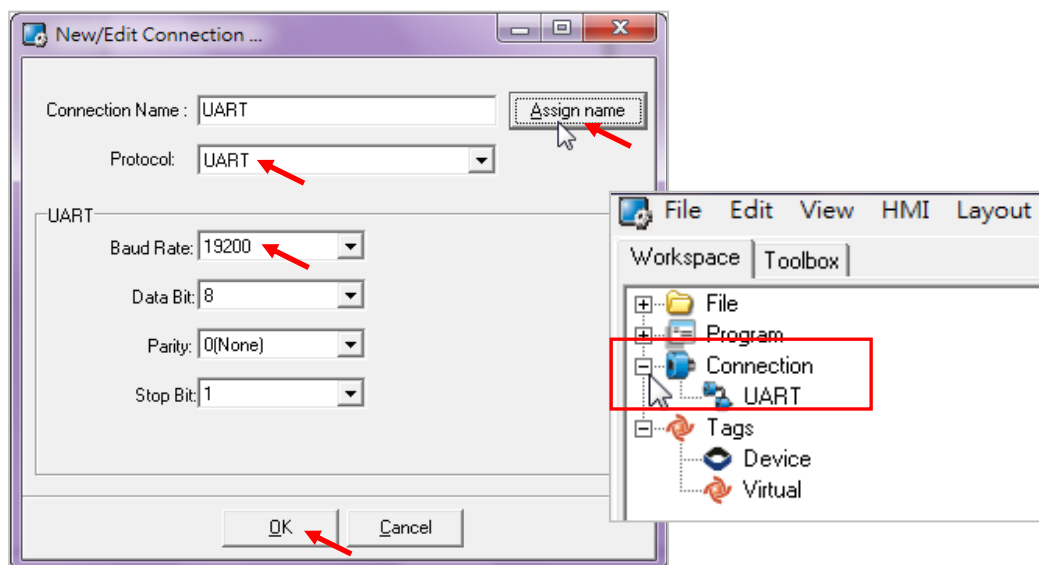 New/Edit Connection ...
Connection Name : UART
Assign name
Protocol: UART
UART
Baud Rate: 19200
Data Bit: 8
Parity: 0(None)
Stop Bit: 1
OK
Cancel
File Edit View HMI Layout
Workspace Toolbox
File
Program
Connection
UART
Tags
Device
Virtual